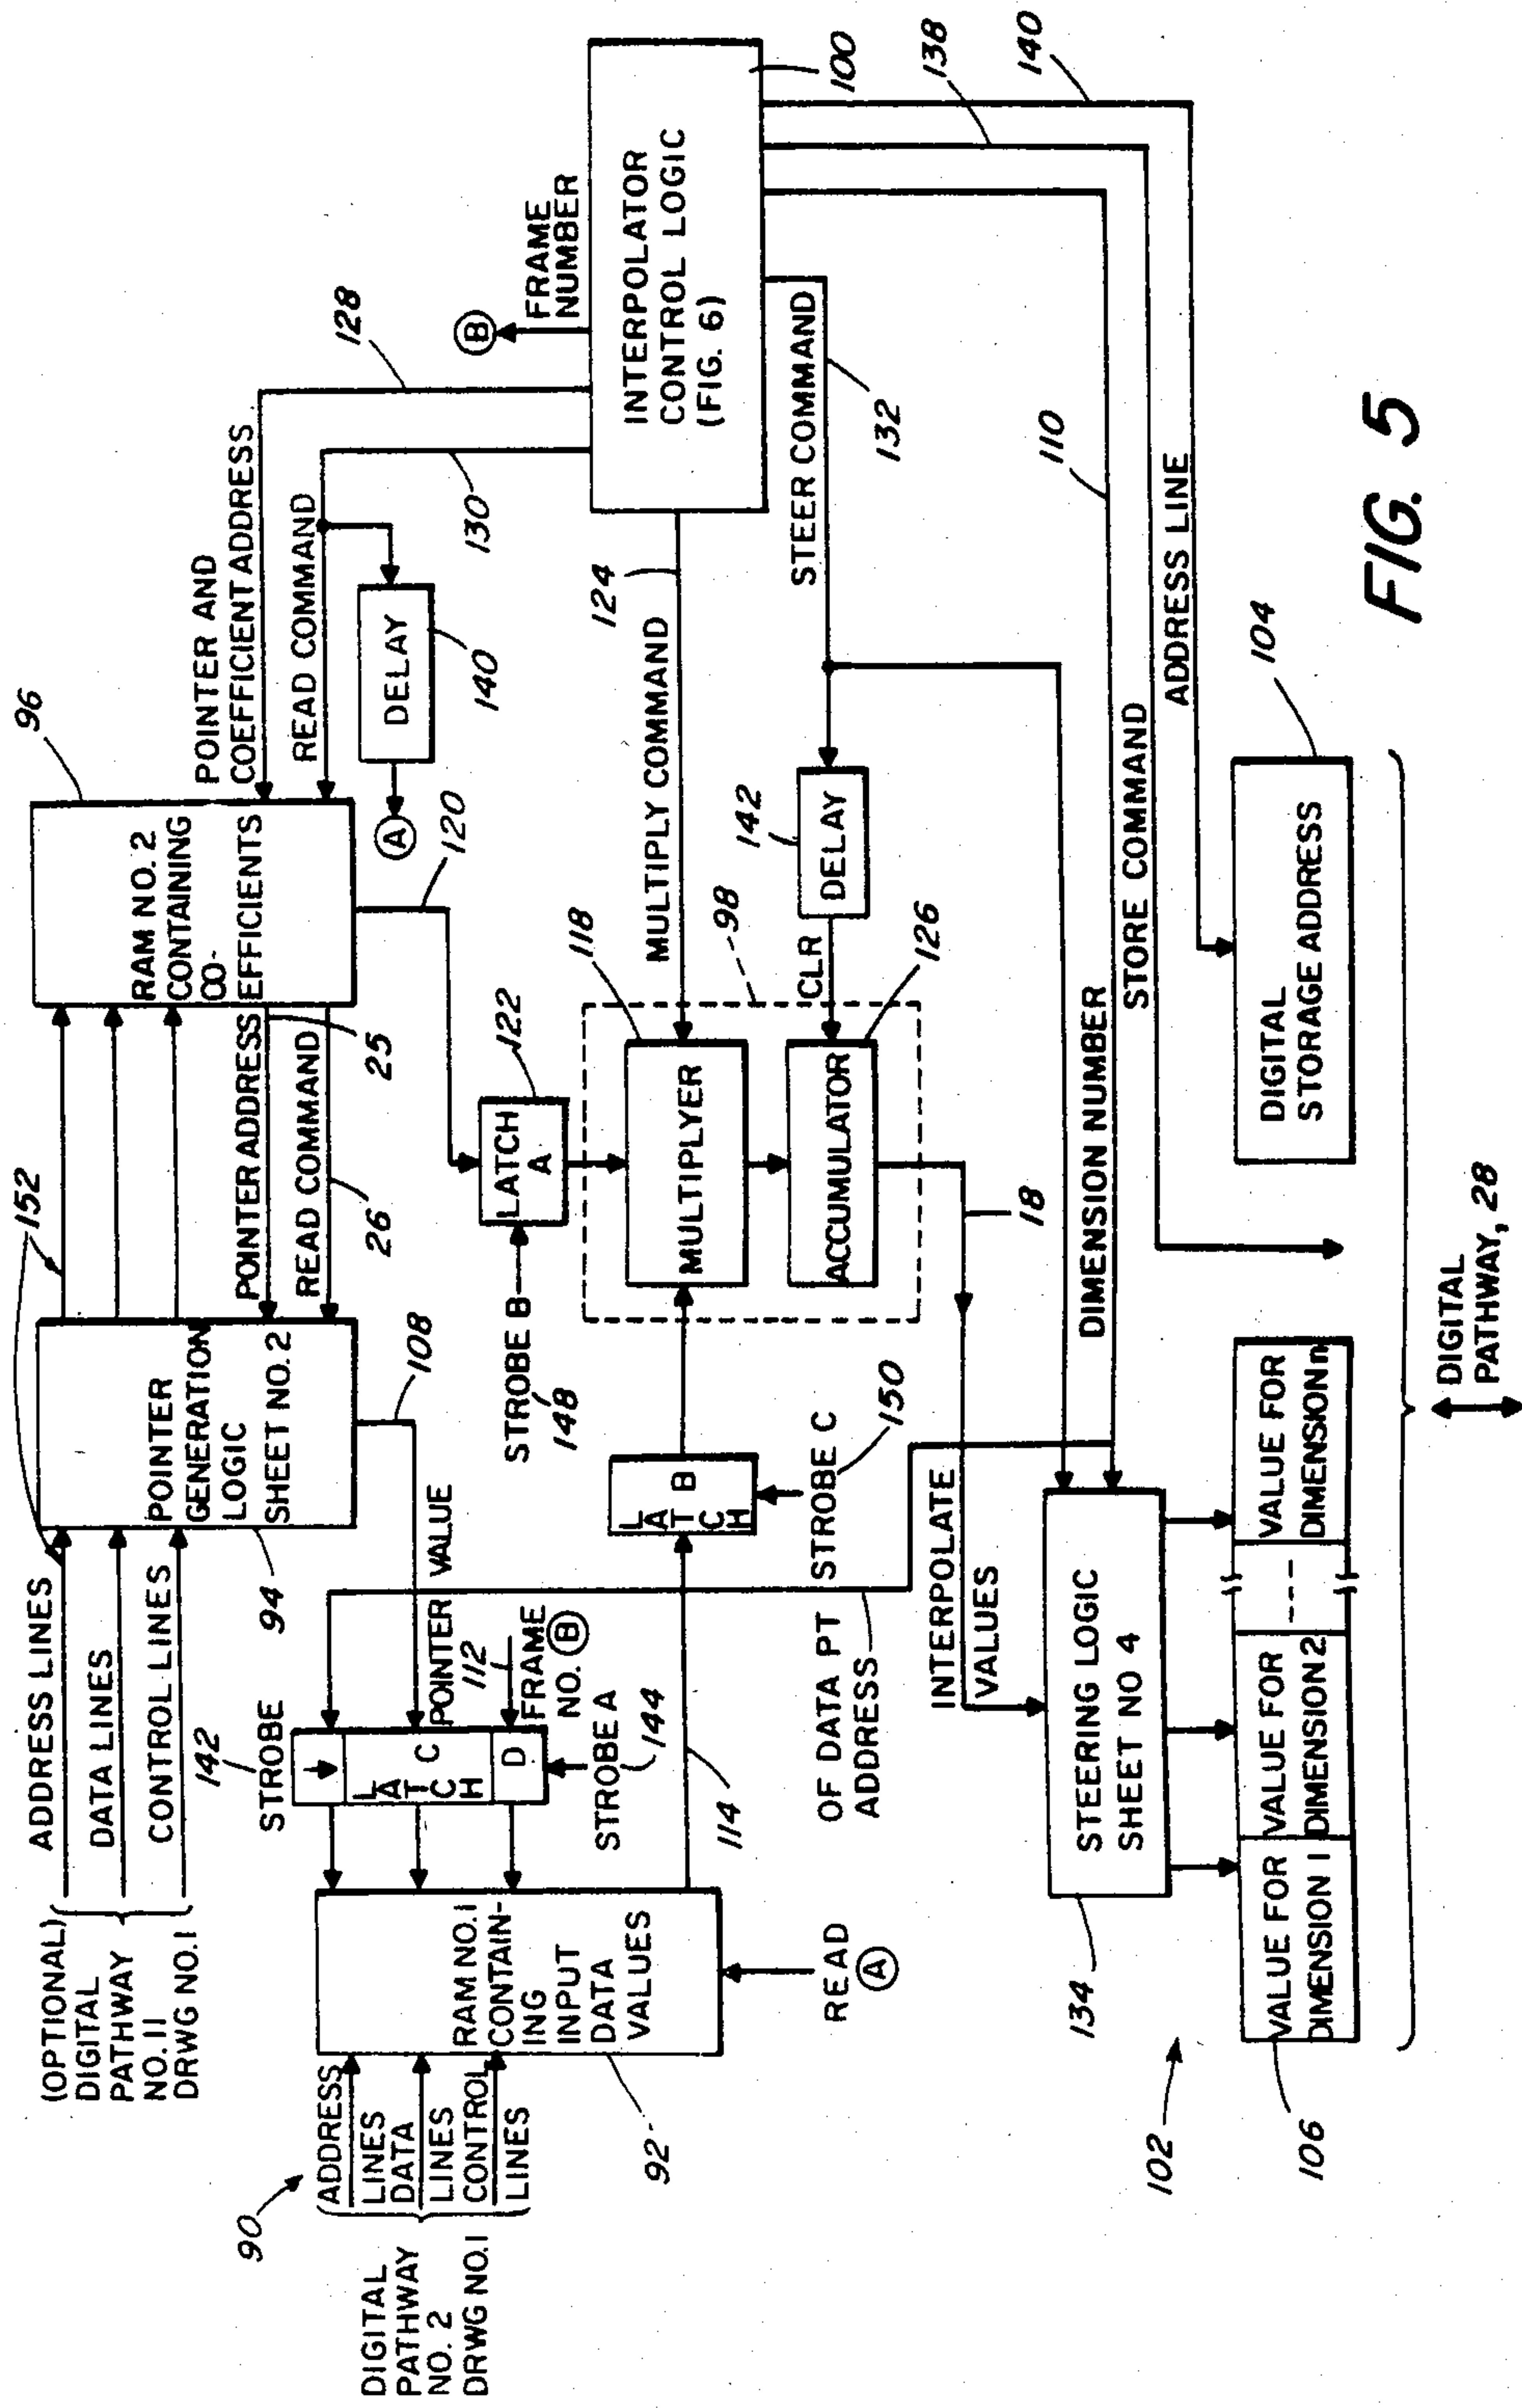 (OPTIONAL)
DIGITAL
PATHWAY
NO. 11
DRWG NO. 1
ADDRESS LINES
DATA LINES
CONTROL LINES
152
94
POINTER
GENERATION
LOGIC
SHEET NO. 2
POINTER ADDRESS
25
READ COMMAND
26
96
RAM NO. 2
CONTAINING
CO-
EFFICIENTS
POINTER AND
COEFFICIENT ADDRESS
READ COMMAND
128
130
DELAY
140
A
120
108
90
DIGITAL
PATHWAY
NO. 2
DRWG NO. 1
ADDRESS
LINES
DATA
LINES
CONTROL
LINES
92
RAM NO. 1
CONTAIN-
ING
INPUT
DATA
VALUES
READ
A
142
STROBE
LATCH
C
D
POINTER VALUE
112
FRAME
NO. B
STROBE A
144
114
LATCH
B
STROBE C
150
STROBE B
148
LATCH
A
122
118
MULTIPLYER
98
MULTIPLY COMMAND
124
ACCUMULATOR
126
CLR
DELAY
142
STEER COMMAND
132
B
FRAME
NUMBER
INTERPOLATOR
CONTROL LOGIC
(FIG. 6)
100
138
140
110
OF DATA PT
ADDRESS
INTERPOLATE
VALUES
18
DIMENSION NUMBER
STORE COMMAND
ADDRESS LINE
134
STEERING LOGIC
SHEET NO 4
102
106
VALUE FOR
DIMENSION 1
VALUE FOR
DIMENSION 2
---
VALUE FOR
DIMENSION n
DIGITAL
STORAGE ADDRESS
104
DIGITAL
PATHWAY, 28
FIG. 5